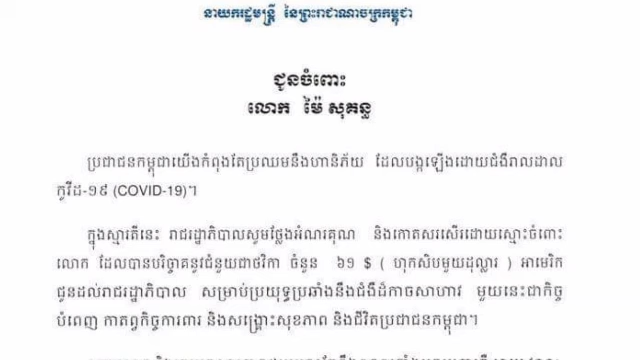 នាយករដ្ឋមន្ត្រី នៃព្រះរាជាណាចក្រកម្ពុជា
ជូនចំពោះ
លោក ម៉ៃ សុគន្ធ
ប្រជាជនកម្ពុជាយើងកំពុងតែប្រឈមនឹងហានិភ័យ ដែលបង្កឡើងដោយជំងឺរាលដាល
កូវីដ-១៩ (COVID-19)។
ក្នុងស្មារតីនេះ រាជរដ្ឋាភិបាលសូមថ្លែងអំណរគុណ និងកោតសរសើរដោយស្មោះចំពោះ
លោក ដែលបានបរិច្ចាគនូវជំនួយជាថវិកា ចំនួន ៦១ $ ( ហុកសិបមួយដុល្លារ ) អាមេរិក
ជូនដល់រាជរដ្ឋាភិបាល សម្រាប់ប្រយុទ្ធប្រឆាំងនឹងជំងឺដ៏កាចសាហាវ មួយនេះជាកិច្ច
បំពេញ កាតព្វកិច្ចការពារ និងសង្គ្រោះសុខភាព និងជីវិតប្រជាជនកម្ពុជា។